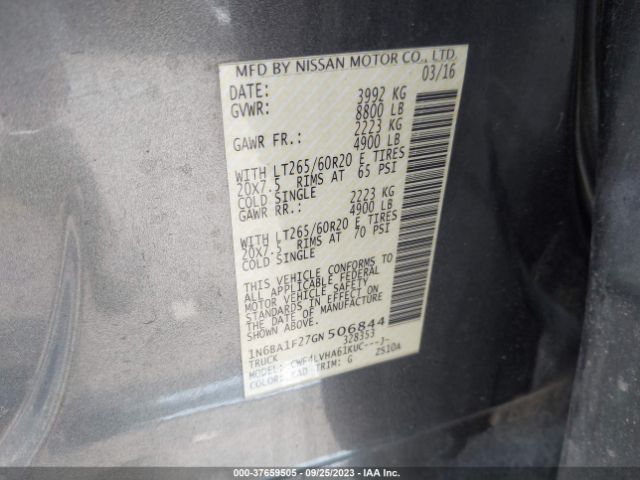 MFD BY NISSAN MOTOR CO., LTD.
DATE: 03/16
GVWR: 3992 KG
8800 LB
GAWR FR.: 2223 KG
4900 LB
WITH LT265/60R20 E TIRES
20X7.5 RIMS AT 65 PSI
COLD SINGLE
GAWR RR.: 2223 KG
4900 LB
WITH LT265/60R20 E TIRES
20X7.5 RIMS AT 70 PSI
COLD SINGLE
THIS VEHICLE CONFORMS TO
ALL APPLICABLE FEDERAL
MOTOR VEHICLE SAFETY
STANDARDS IN EFFECT ON THE
DATE OF MANUFACTURE
SHOWN ABOVE.
1N6BA1F27GN506844
TRUCK 328353
MODEL: CWF4LVHA61KUC---J-
COLOR: KAD TRIM: G ZS10A
000-37659505 • 09/25/2023 • IAA Inc.